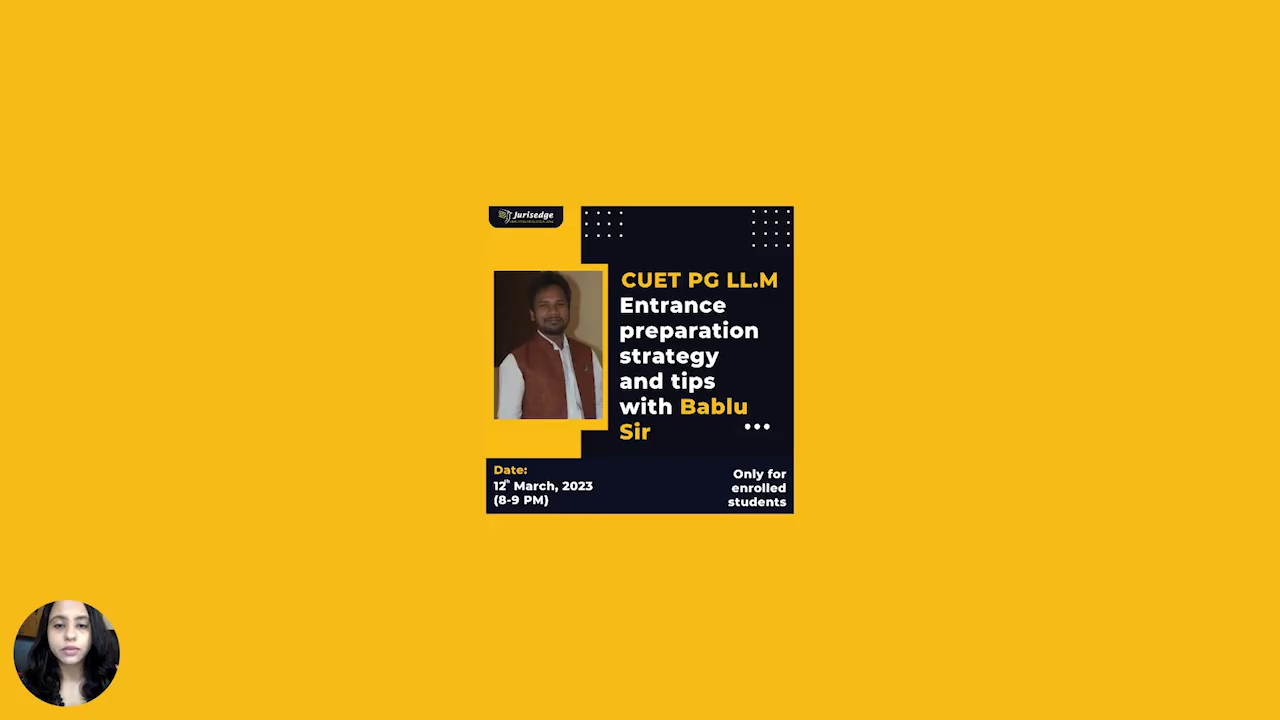 Jurisedge
CUET PG LL.M
Entrance
preparation
strategy
and tips
with Bablu
Sir
Date:
12th March, 2023
(8-9 PM)
Only for
enrolled
students